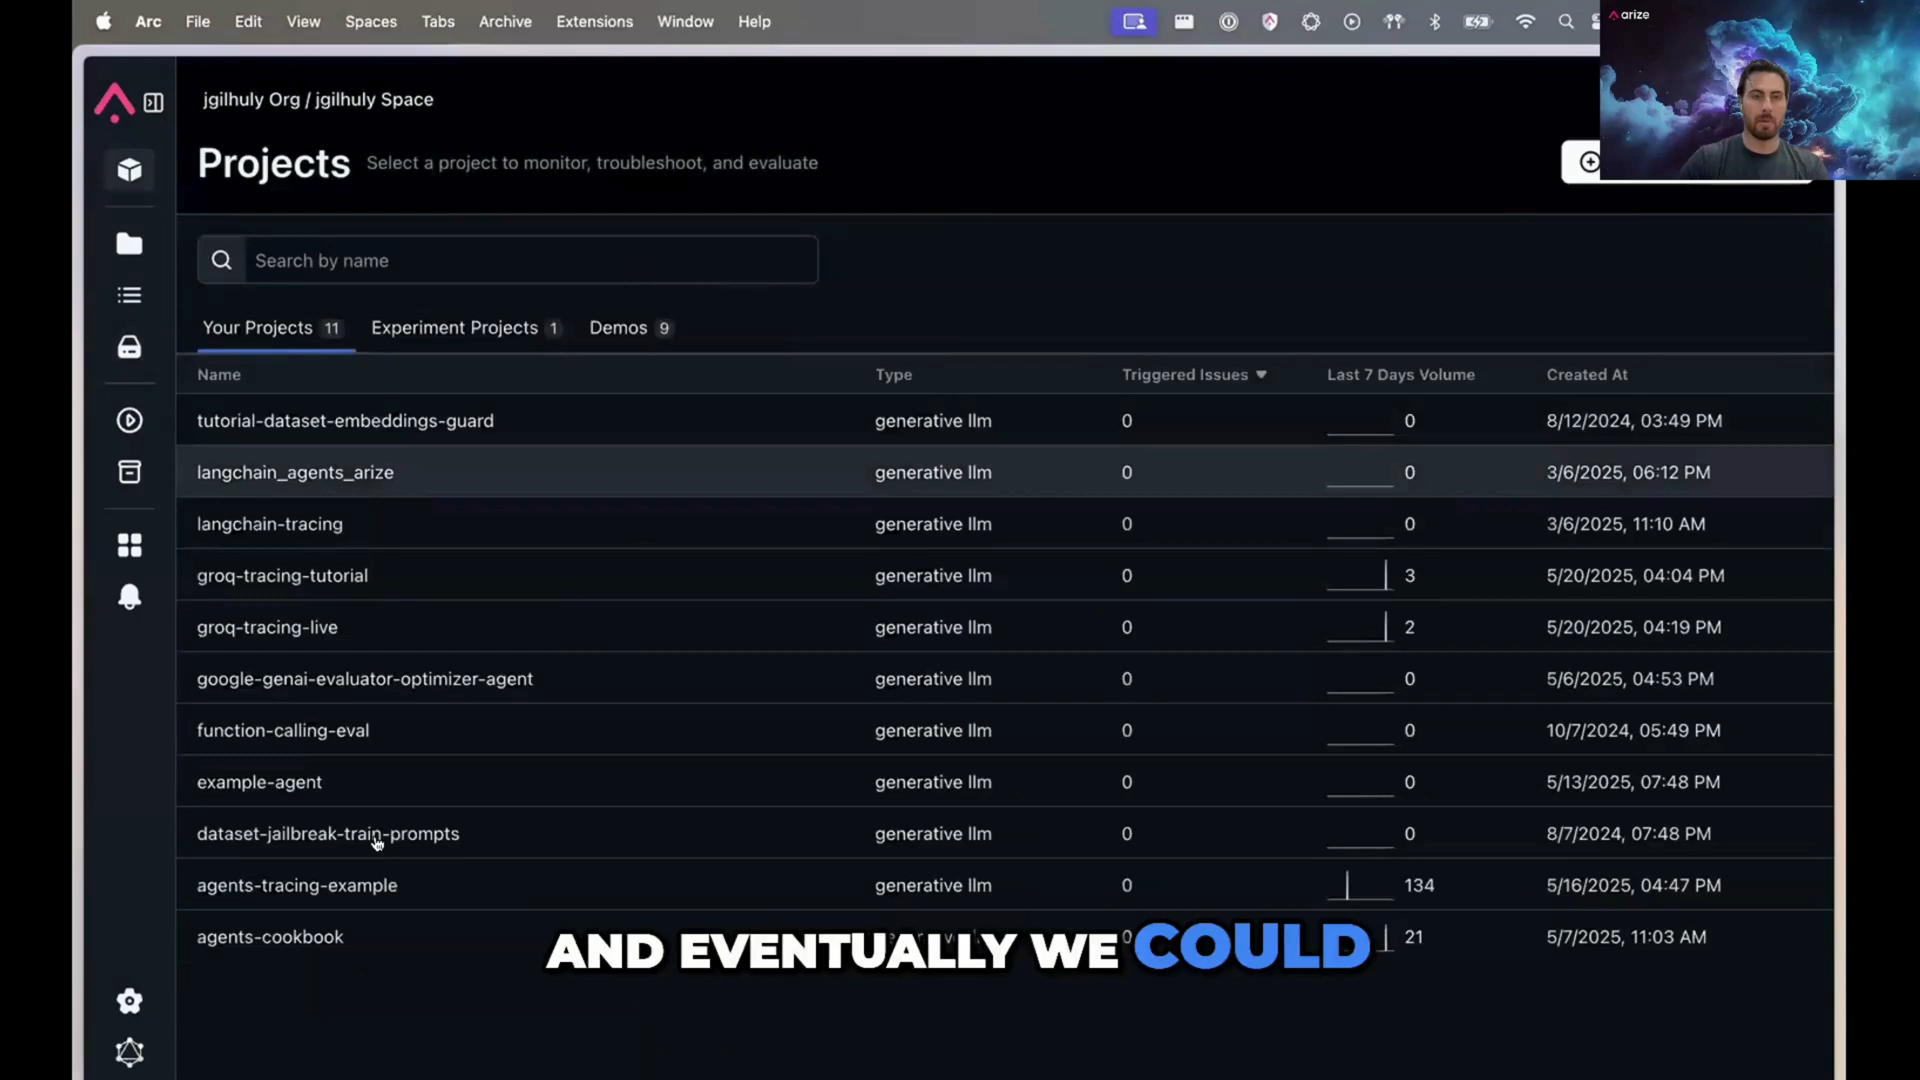 Arc File Edit View Spaces Tabs Archive Extensions Window Help
arize
jgilhuly Org / jgilhuly Space
Projects Select a project to monitor, troubleshoot, and evaluate
Search by name
Your Projects 11 Experiment Projects 1 Demos 9
Name Type Triggered Issues Last 7 Days Volume Created At
tutorial-dataset-embeddings-guard generative llm 0 0 8/12/2024, 03:49 PM
langchain_agents_arize generative llm 0 0 3/6/2025, 06:12 PM
langchain-tracing generative llm 0 0 3/6/2025, 11:10 AM
groq-tracing-tutorial generative llm 0 3 5/20/2025, 04:04 PM
groq-tracing-live generative llm 0 2 5/20/2025, 04:19 PM
google-genai-evaluator-optimizer-agent generative llm 0 0 5/6/2025, 04:53 PM
function-calling-eval generative llm 0 0 10/7/2024, 05:49 PM
example-agent generative llm 0 0 5/13/2025, 07:48 PM
dataset-jailbreak-train-prompts generative llm 0 0 8/7/2024, 07:48 PM
agents-tracing-example generative llm 0 134 5/16/2025, 04:47 PM
agents-cookbook 0 21 5/7/2025, 11:03 AM
AND EVENTUALLY WE COULD